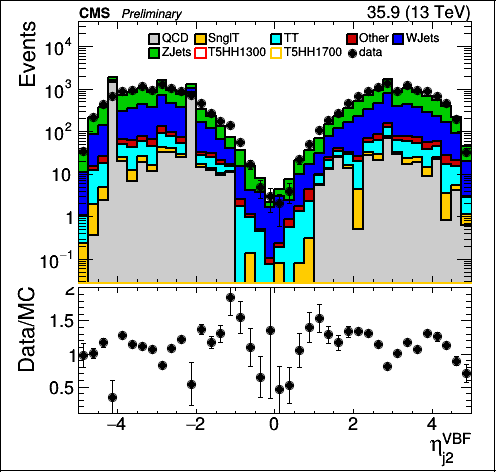 CMS Preliminary 35.9 (13 TeV)
QCD SnglT TT Other WJets
ZJets T5HH1300 T5HH1700 data
Events
10⁴
10³
10²
10
1
10⁻¹
Data/MC
2
1.5
1
0.5
−4 −2 0 2 4
η_{j2}^{VBF}